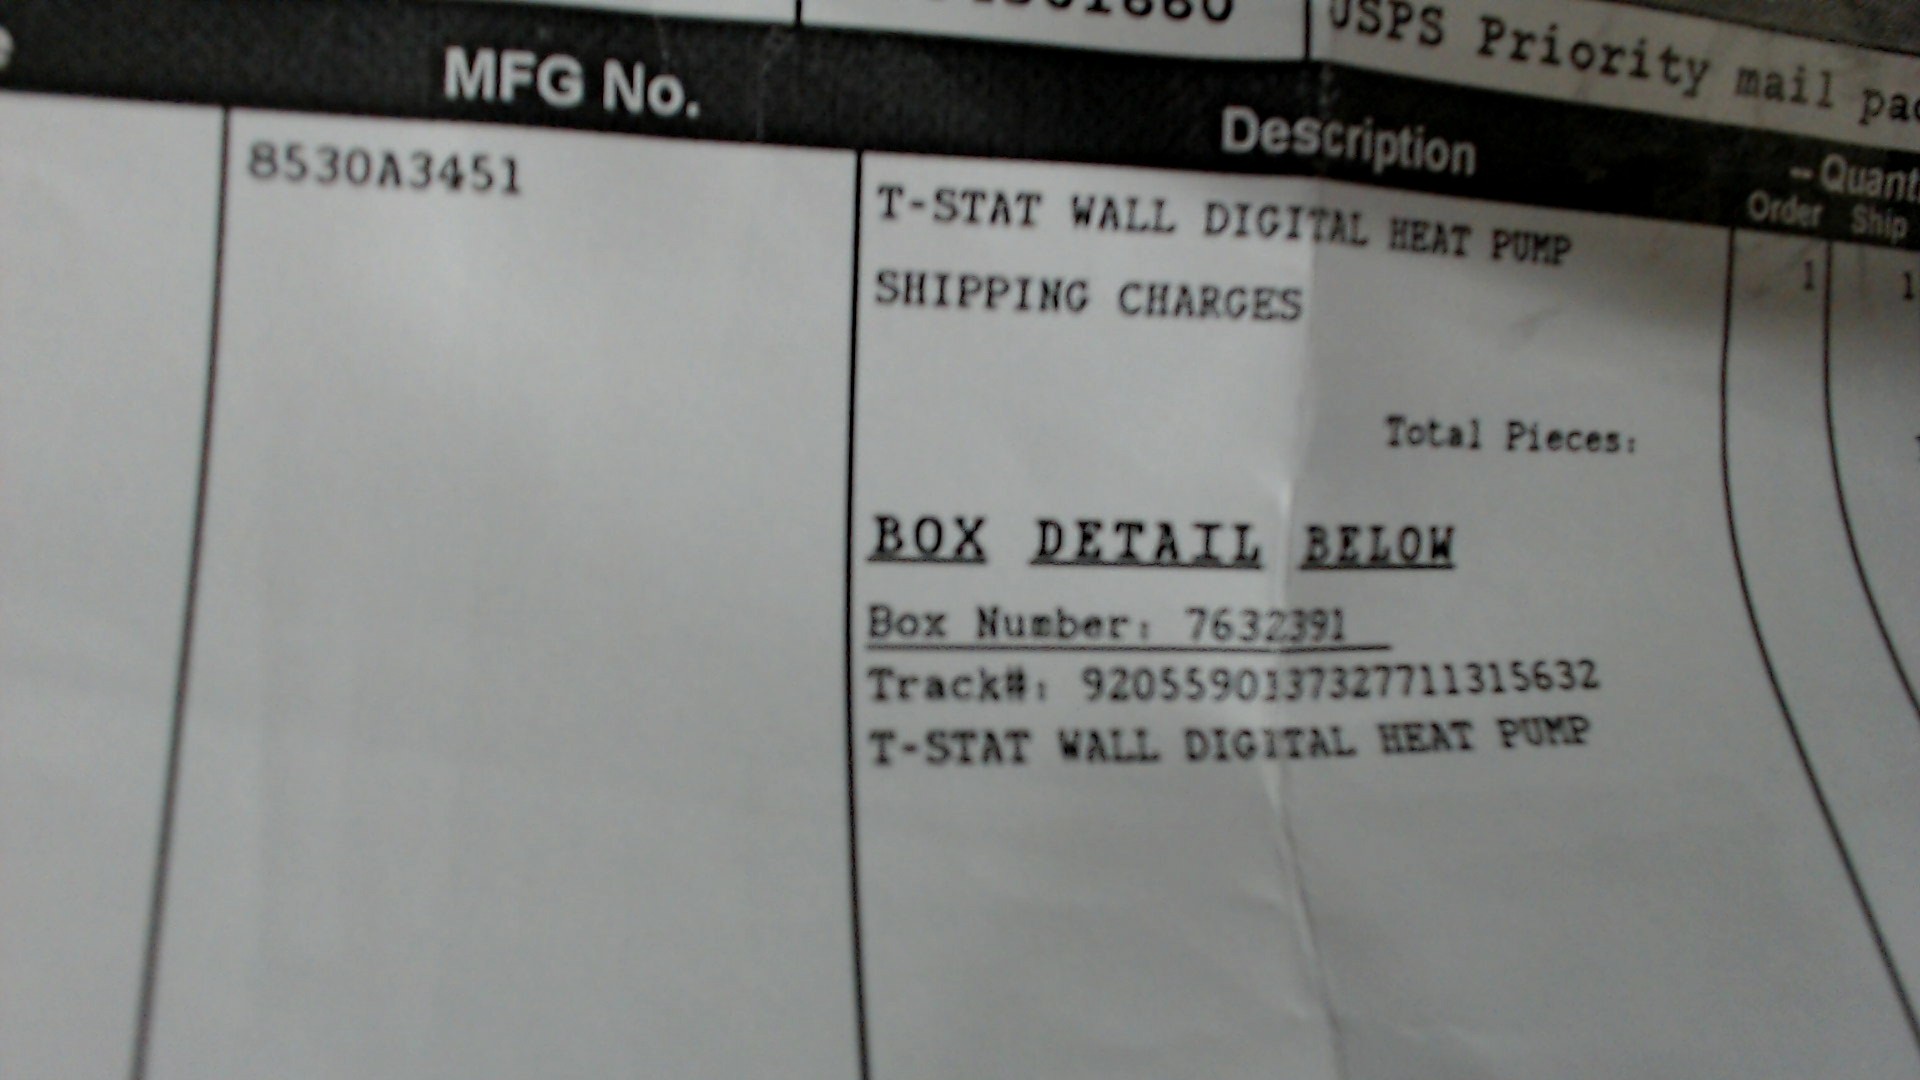 USPS Priority mail
MFG No.
Description
Order
Ship
8530A3451
T-STAT WALL DIGITAL HEAT PUMP
1
1
SHIPPING CHARGES
Total Pieces:
BOX DETAIL BELOW
Box Number: 7632391
Track#: 9205590137327711315632
T-STAT WALL DIGITAL HEAT PUMP